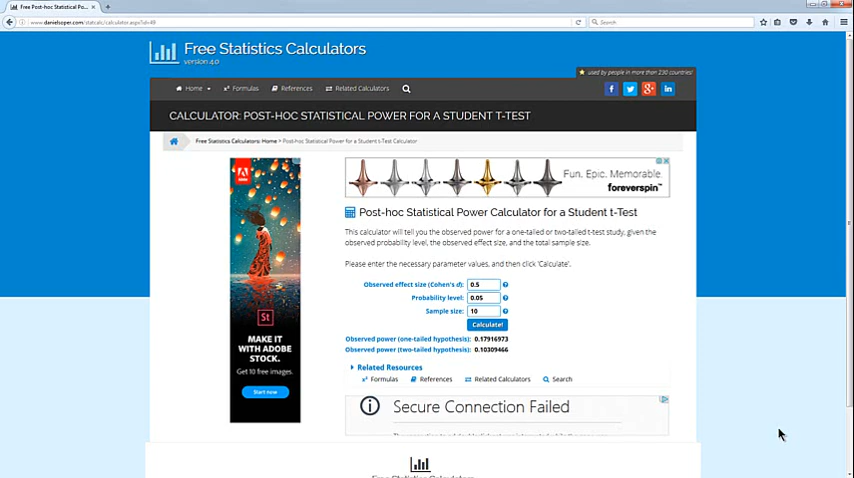 Free Post-hoc Statistical Po...
www.danielsoper.com/statcalc/calculator.aspx?id=49
Search
Free Statistics Calculators
version 4.0
used by people in more than 230 countries!
Home
Formulas
References
Related Calculators
CALCULATOR: POST-HOC STATISTICAL POWER FOR A STUDENT T-TEST
Free Statistics Calculators: Home > Post-hoc Statistical Power for a Student t-Test Calculator
Fun. Epic. Memorable.
foreverspin™
Post-hoc Statistical Power Calculator for a Student t-Test
This calculator will tell you the observed power for a one-tailed or two-tailed t-test study, given the
observed probability level, the observed effect size, and the total sample size.
Please enter the necessary parameter values, and then click 'Calculate'.
Observed effect size (Cohen's d): 0.5
Probability level: 0.05
Sample size: 10
Calculate!
Observed power (one-tailed hypothesis): 0.17916973
Observed power (two-tailed hypothesis): 0.10309466
Related Resources
Formulas
References
Related Calculators
Search
Adobe
St
MAKE IT
WITH ADOBE
STOCK.
Get 10 free images.
Start now
Secure Connection Failed
Free Statistics Calculators